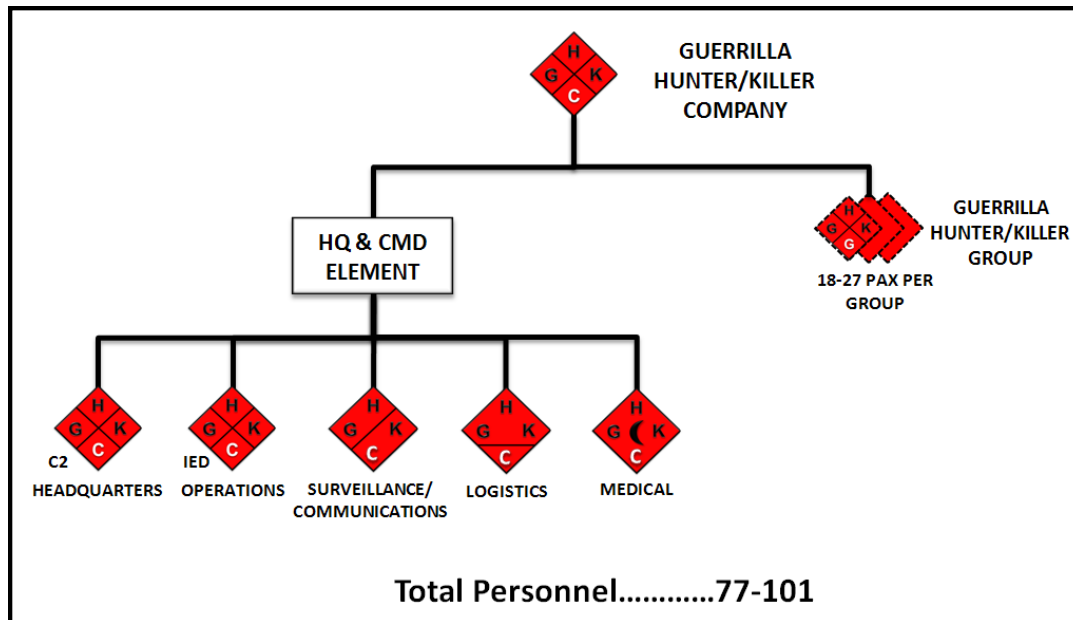 H
G K
C
GUERRILLA
HUNTER/KILLER
COMPANY
HQ & CMD
ELEMENT
H
G K
G
GUERRILLA
HUNTER/KILLER
GROUP
18-27 PAX PER
GROUP
H
G K
C
C2
HEADQUARTERS
H
G K
C
IED
OPERATIONS
H
G K
C
SURVEILLANCE/
COMMUNICATIONS
H
G K
C
LOGISTICS
H
G K
C
MEDICAL
Total Personnel............77-101